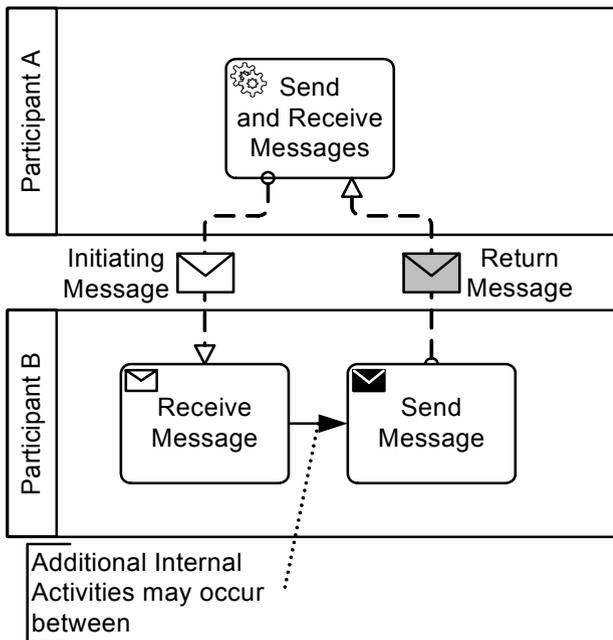 Participant A
Send
and Receive
Messages
Initiating
Message
Return
Message
Participant B
Receive
Message
Send
Message
Additional Internal
Activities may occur
between